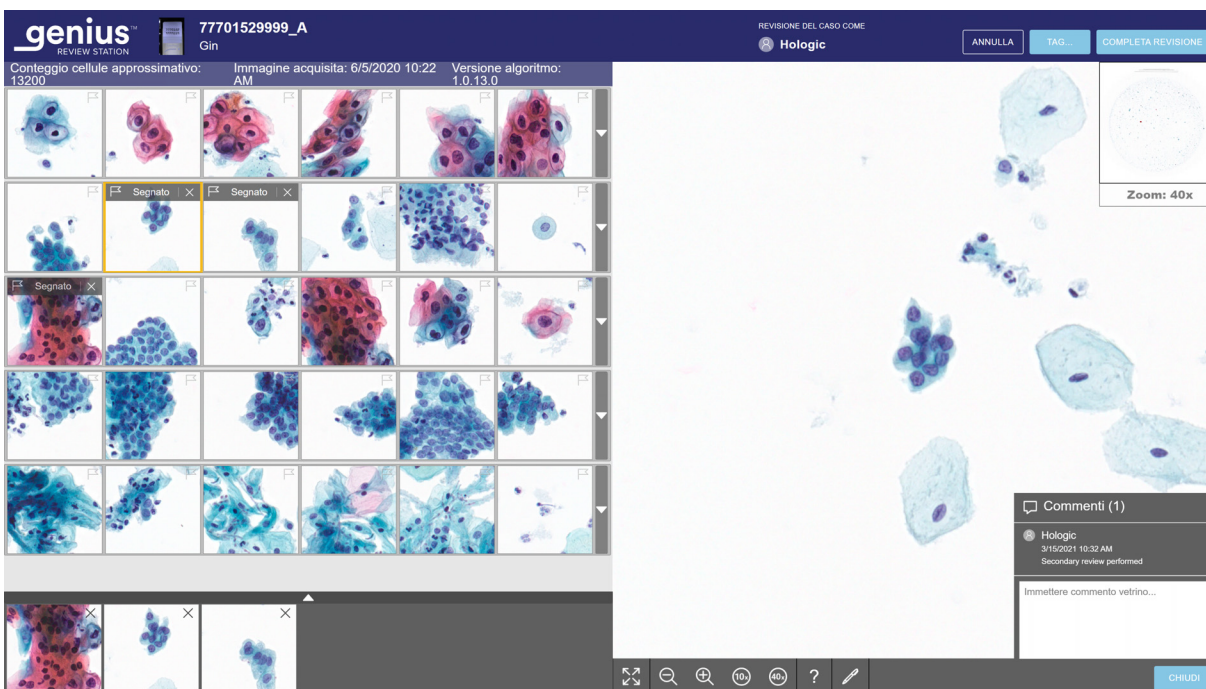 genius™
REVIEW STATION
77701529999_A
Gin
REVISIONE DEL CASO COME
Hologic
ANNULLA
TAG...
COMPLETA REVISIONE
Conteggio cellule approssimativo:
13200
Immagine acquisita: 6/5/2020 10:22
AM
Versione algoritmo:
1.0.13.0
Zoom: 40x
Segnato
Segnato
Segnato
Commenti (1)
Hologic
3/15/2021 10:32 AM
Secondary review performed
Immettere commento vetrino...
10x
40x
?
CHIUDI